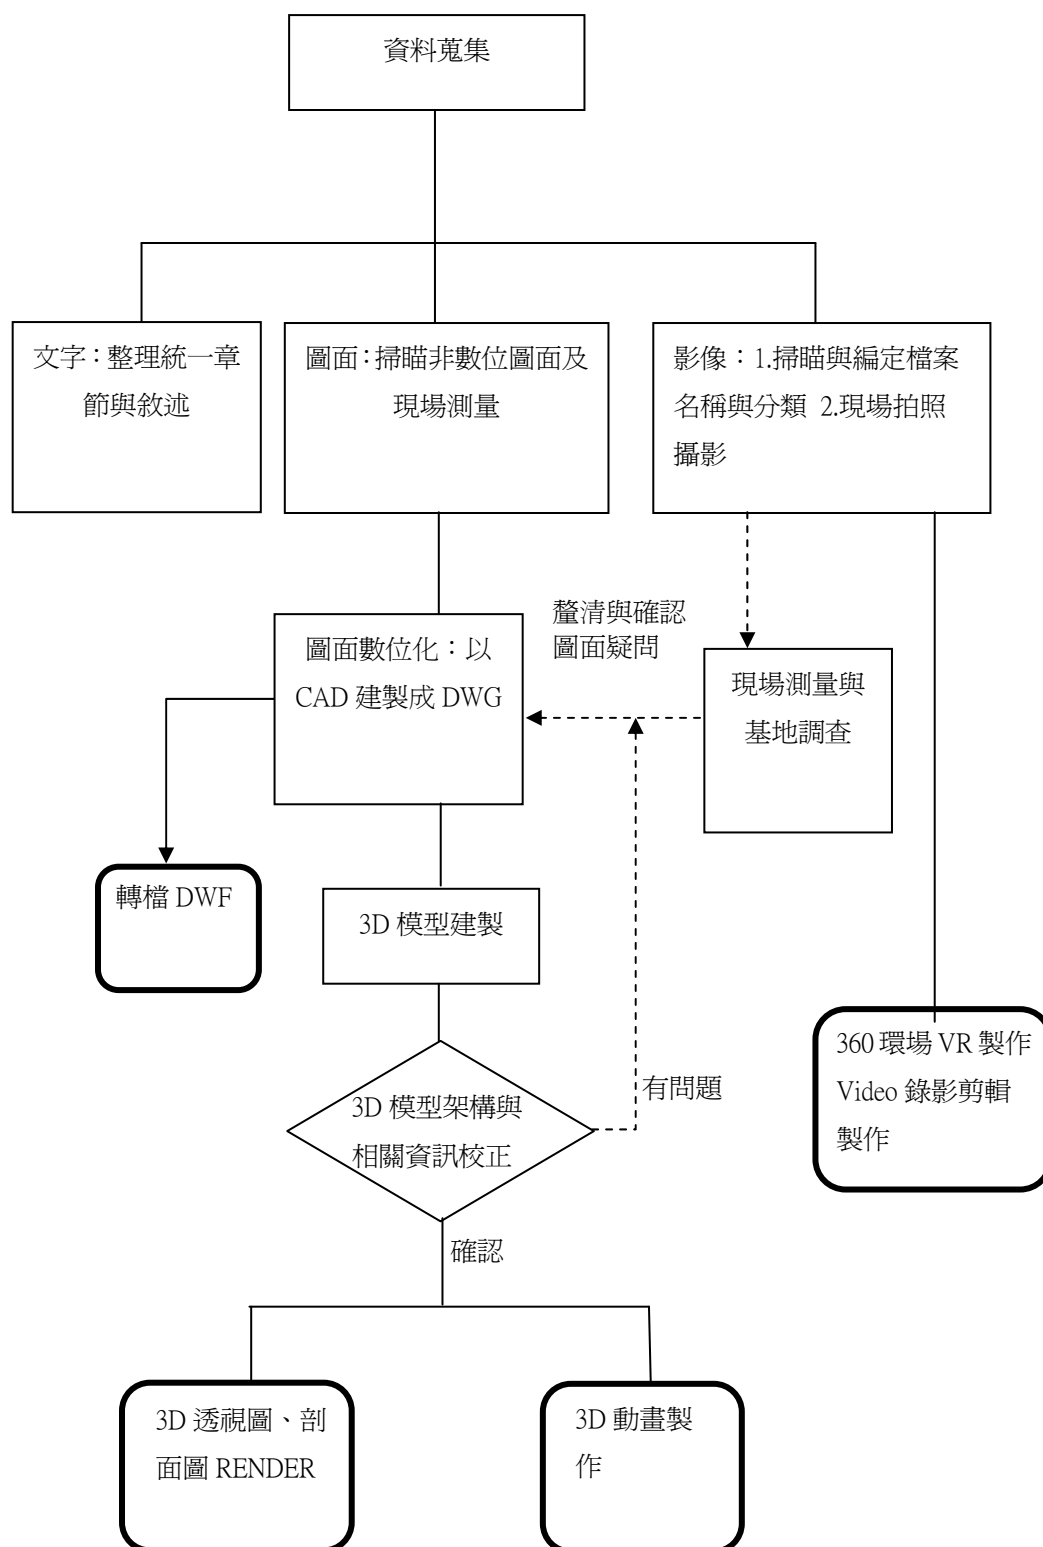 資料蒐集
文字：整理統一章
節與敘述
圖面：掃瞄非數位圖面及
現場測量
影像：1.掃瞄與編定檔案
名稱與分類 2.現場拍照
攝影
釐清與確認
圖面疑問
圖面數位化：以
CAD 建製成 DWG
現場測量與
基地調查
轉檔 DWF
3D 模型建製
360 環場 VR 製作
Video 錄影剪輯
製作
有問題
3D 模型架構與
相關資訊校正
確認
3D 透視圖、剖
面圖 RENDER
3D 動畫製
作